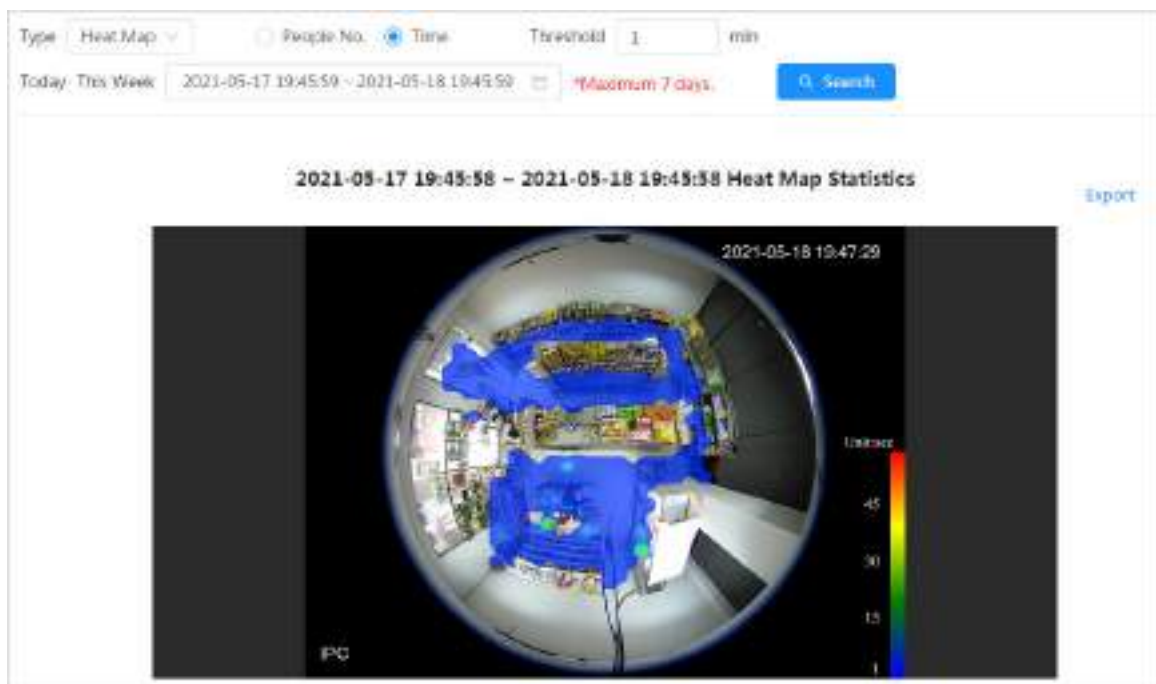 Type Heat Map People No. Time Threshold 1 min
Today This Week 2021-05-17 19:45:59 ~ 2021-05-18 19:45:59 *Maximum 7 days. Search
2021-05-17 19:45:58 ~ 2021-05-18 19:45:58 Heat Map Statistics
Export
2021-05-18 19:47:29
Unit:sec
45
30
15
1
IPC